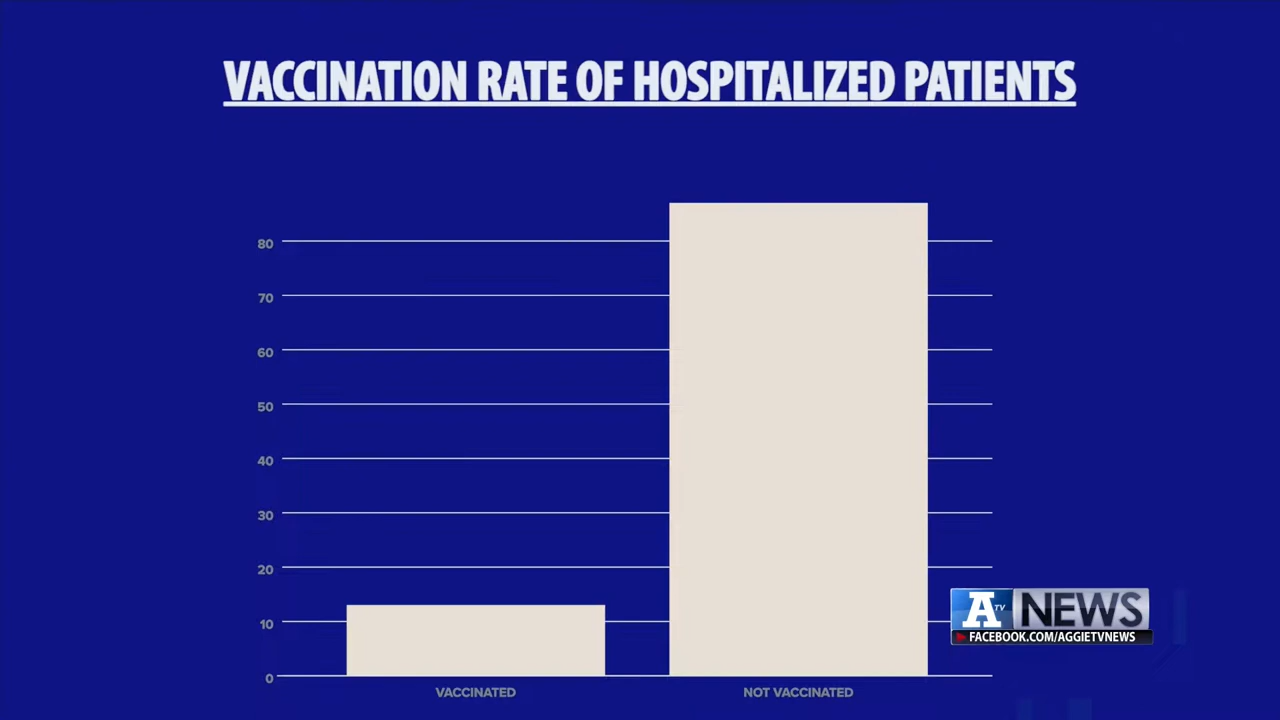 VACCINATION RATE OF HOSPITALIZED PATIENTS
80
70
60
50
40
30
20
10
0
VACCINATED NOT VACCINATED
A TV NEWS
FACEBOOK.COM/AGGIETVNEWS